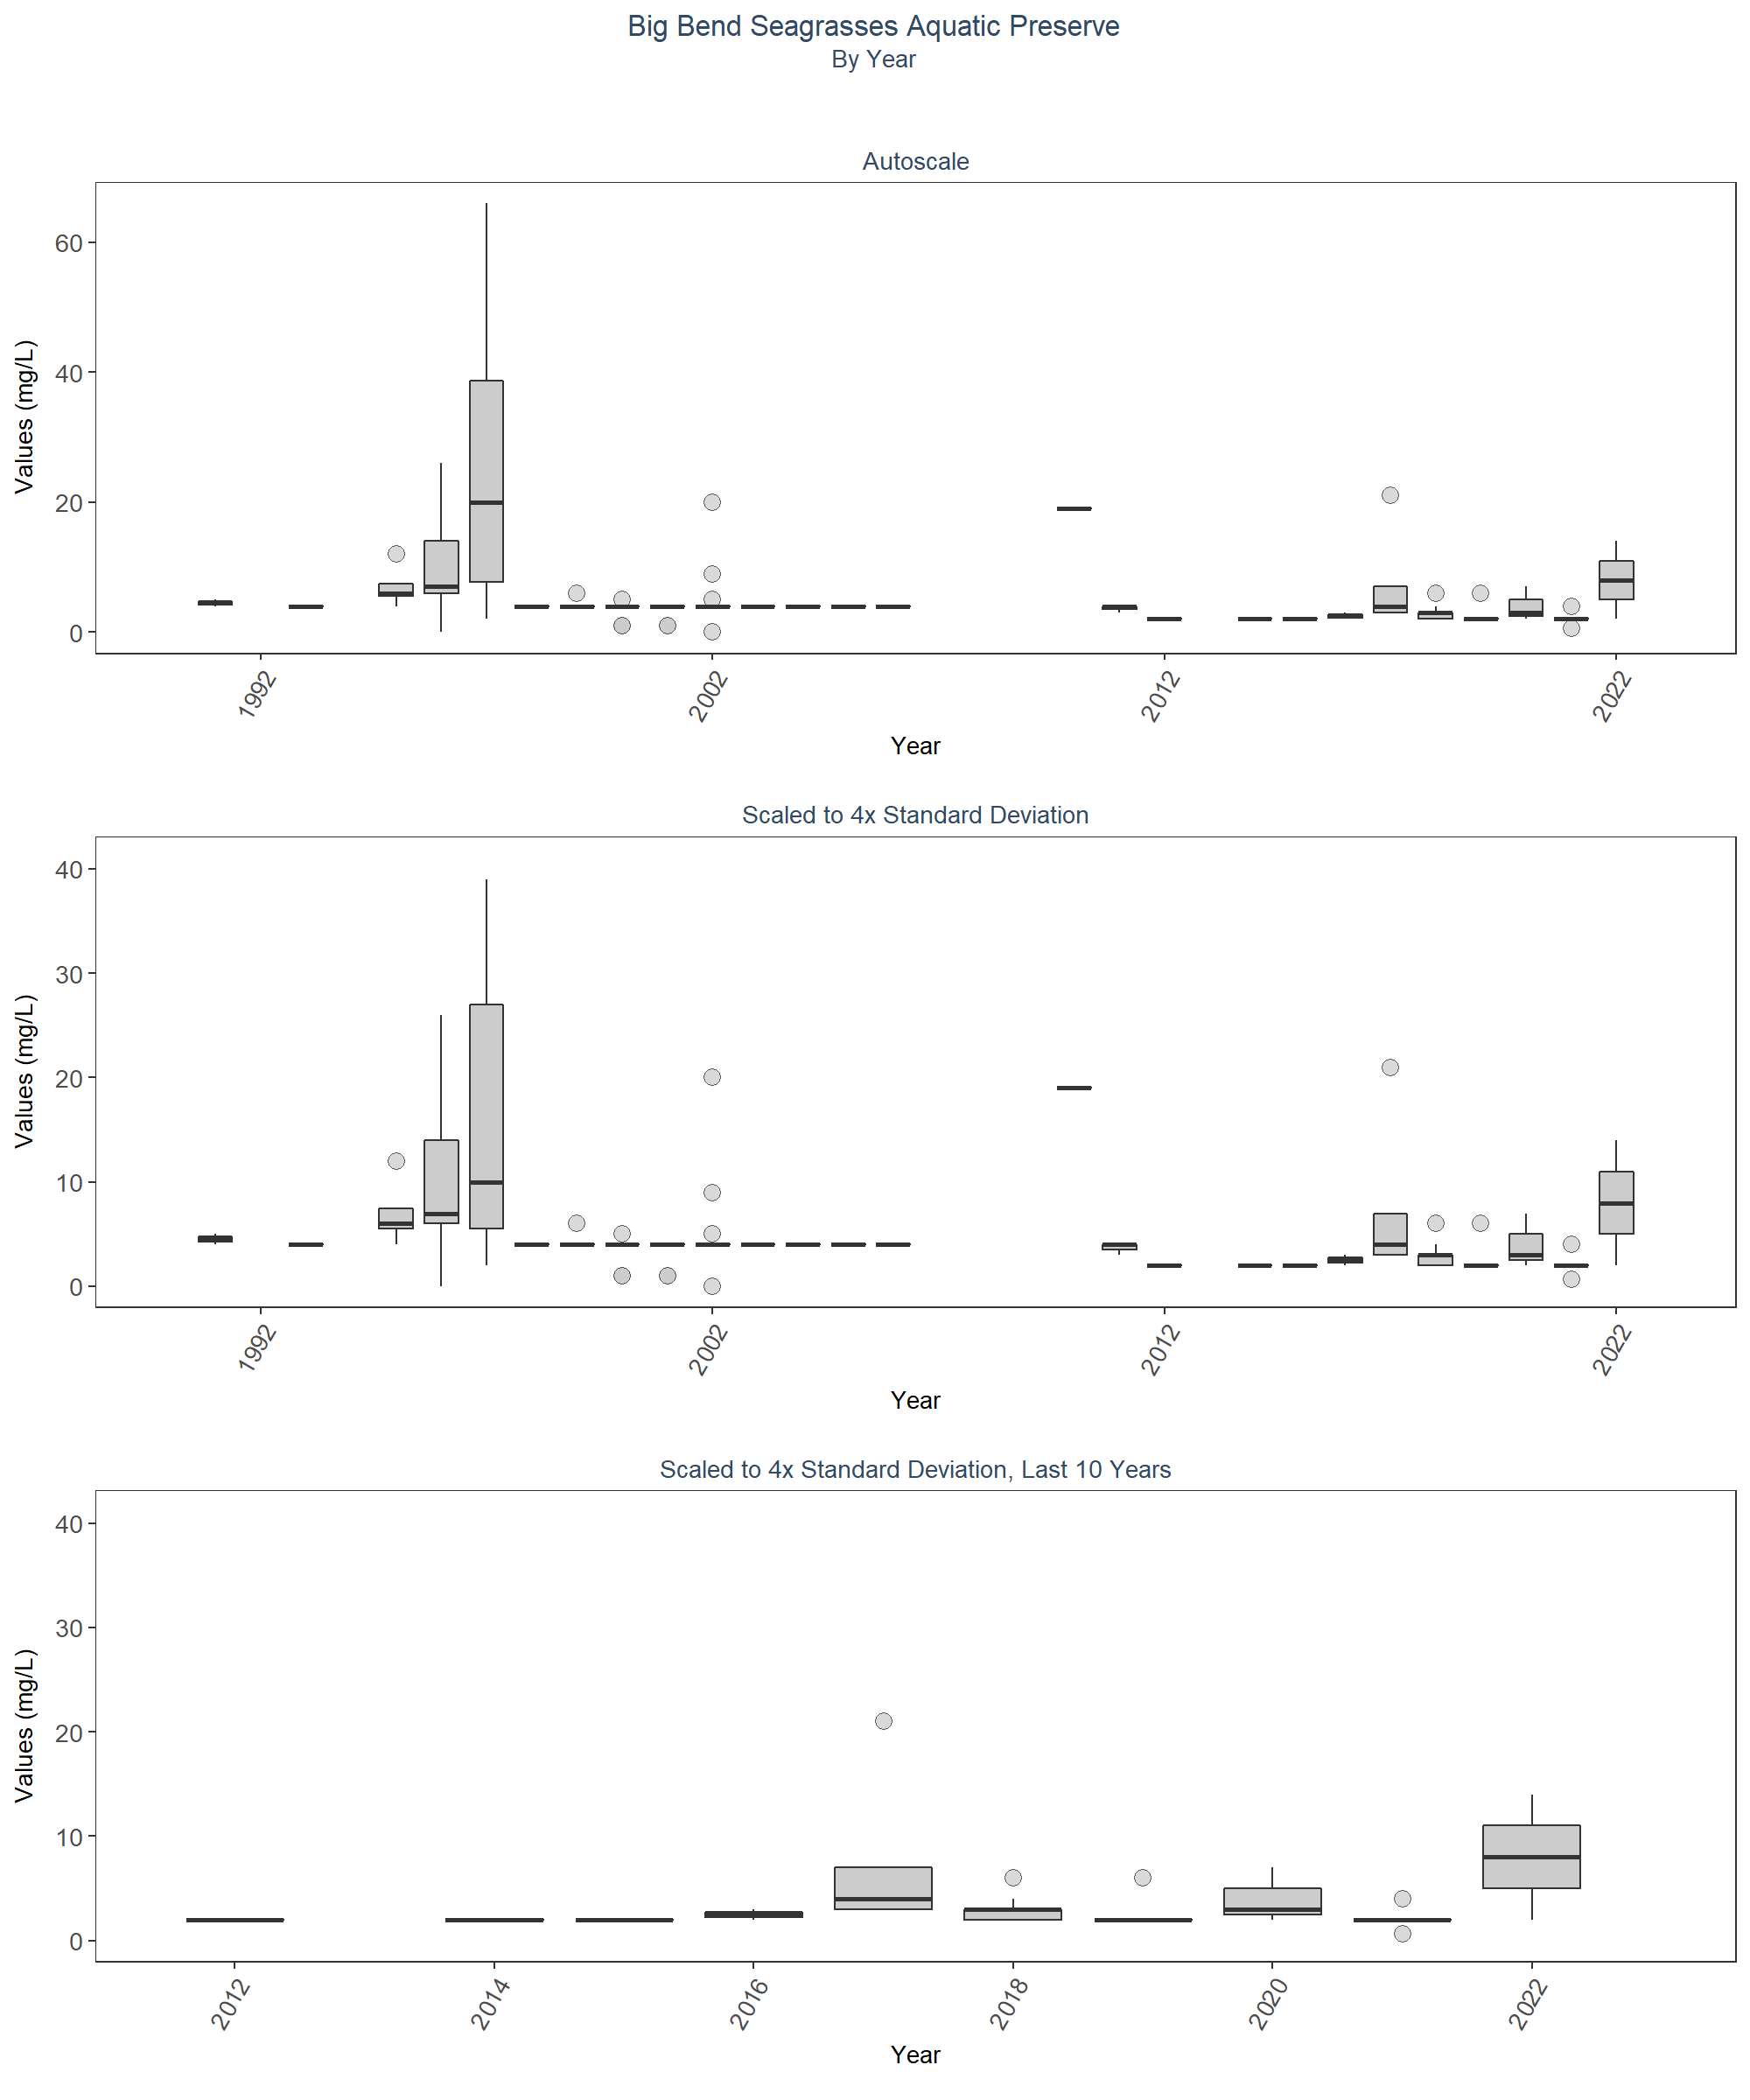 Big Bend Seagrasses Aquatic Preserve
By Year
Autoscale
Values (mg/L)
60
40
20
0
1992
2002
2012
2022
Year
Scaled to 4x Standard Deviation
Values (mg/L)
40
30
20
10
0
1992
2002
2012
2022
Year
Scaled to 4x Standard Deviation, Last 10 Years
Values (mg/L)
40
30
20
10
0
2012
2014
2016
2018
2020
2022
Year